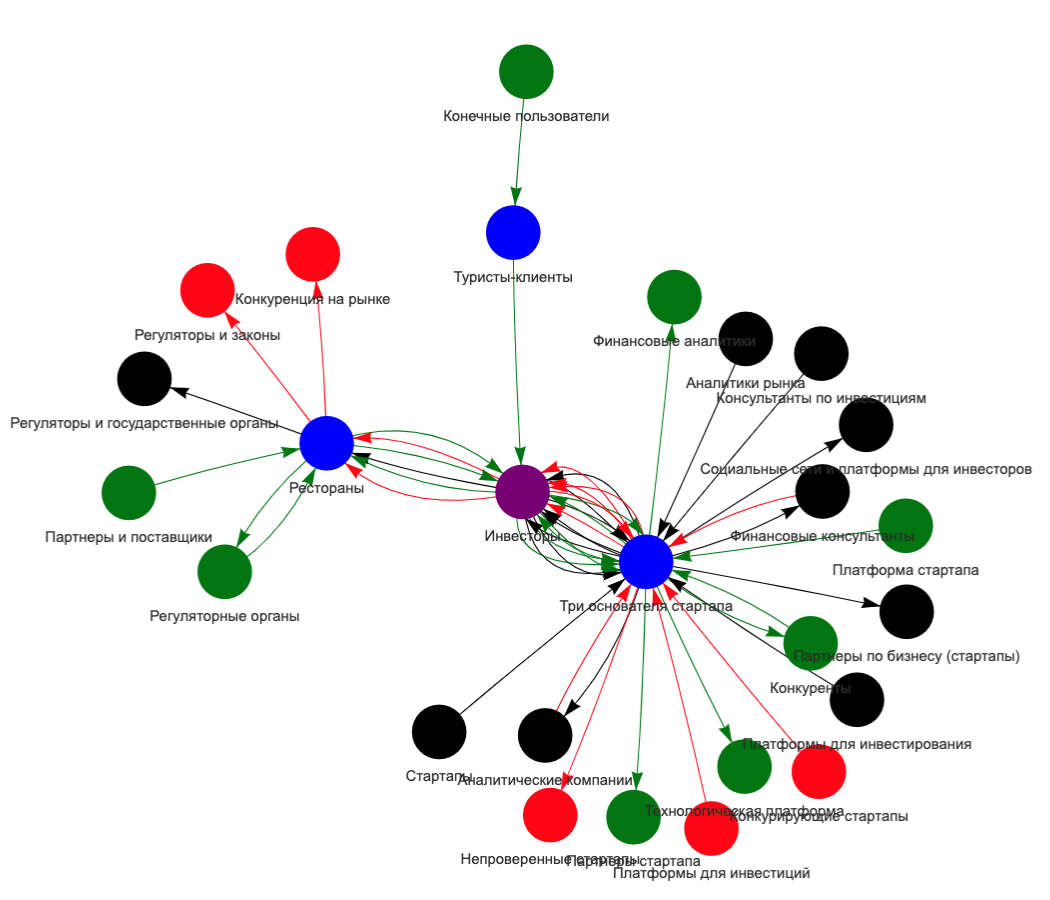 Конечные пользователи
Туристы-клиенты
Конкуренция на рынке
Регуляторы и законы
Финансовые аналитики
Аналитики рынка
Консультанты по инвестициям
Регуляторы и государственные органы
Социальные сети и платформы для инвесторов
Рестораны
Партнеры и поставщики
Инвесторы
Финансовые консультанты
Платформа стартапа
Регуляторные органы
Три основателя стартапа
Партнеры по бизнесу (стартапы)
Конкуренты
Платформы для инвестирования
Стартапы
Аналитические компании
Технологическая платформа
Конкурирующие стартапы
Непроверенные стартапы
Партнеры стартапа
Платформы для инвестиций